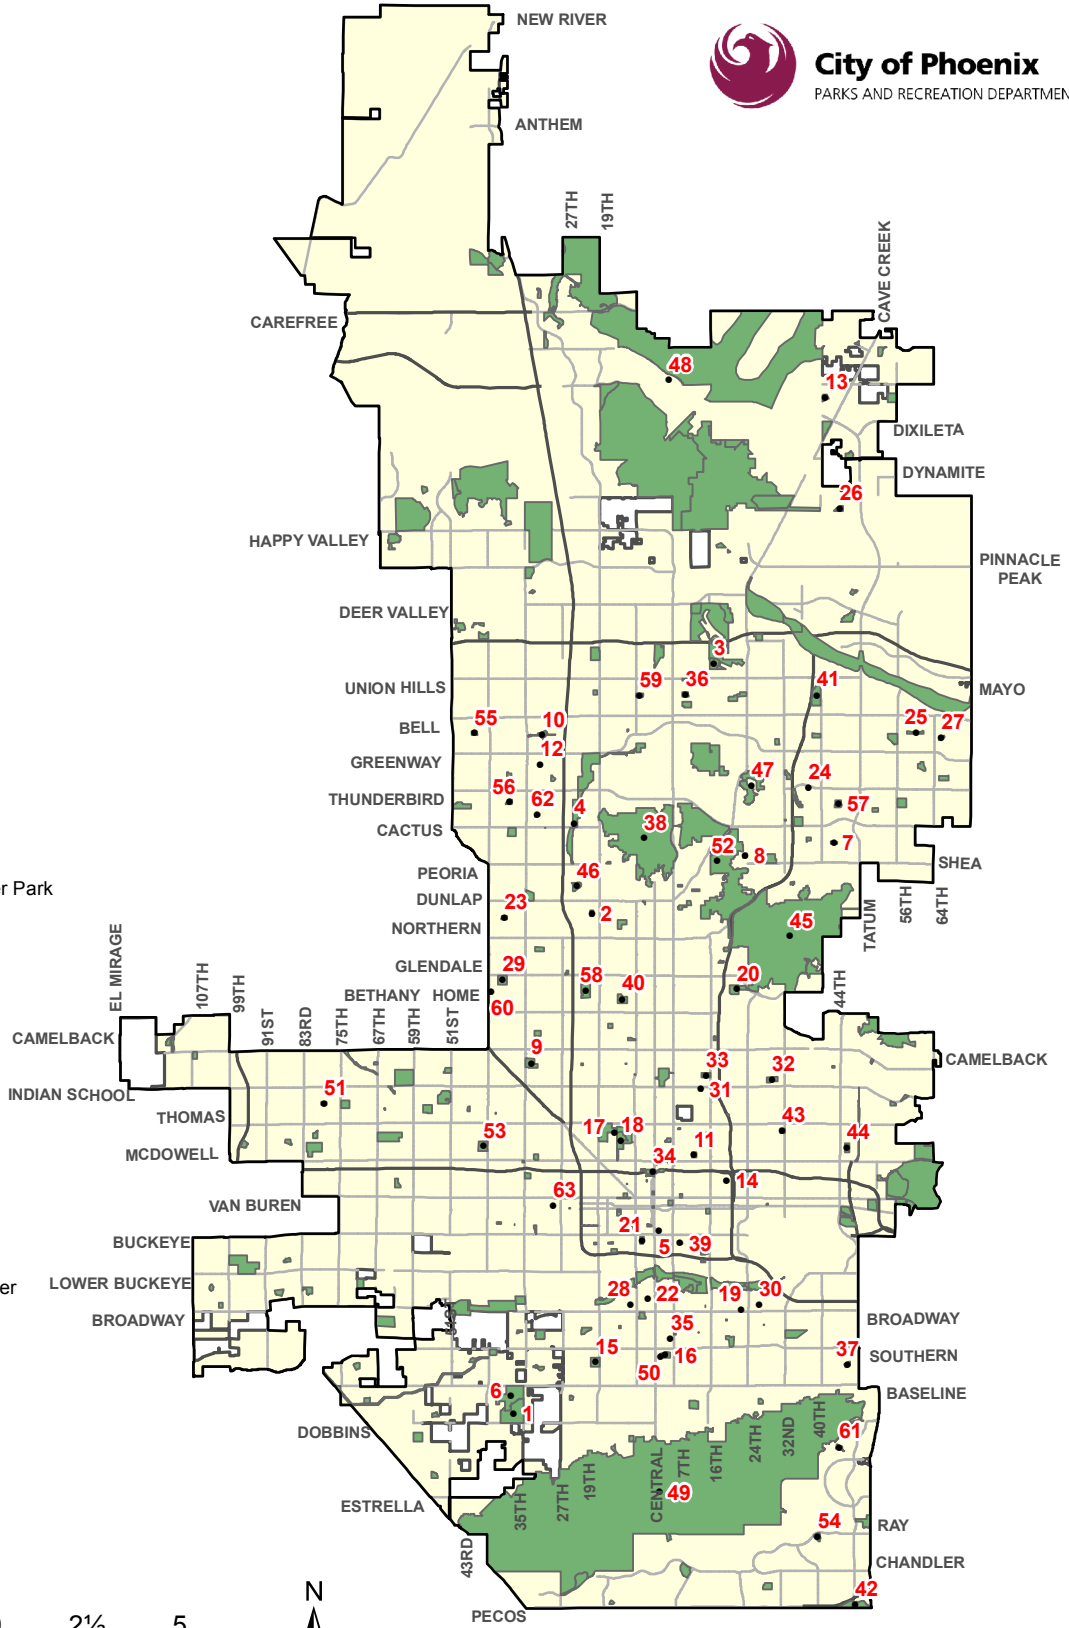 NEW RIVER
City of Phoenix
PARKS AND RECREATION DEPARTMEN
ANTHEM
27TH
19TH
CAVE CREEK
CAREFREE
48
13
DIXILETA
DYNAMITE
26
HAPPY VALLEY
PINNACLE
PEAK
DEER VALLEY
3
59
36
41
UNION HILLS
MAYO
55
10
25
27
BELL
12
GREENWAY
47
24
56
62
4
57
THUNDERBIRD
38
CACTUS
52
8
7
SHEA
PEORIA
46
er Park
DUNLAP
23
2
56TH
64TH
TATUM
NORTHERN
45
EL MIRAGE
GLENDALE
29
58
40
20
107TH
99TH
BETHANY HOME
60
44TH
91ST
83RD
75TH
67TH
59TH
51ST
CAMELBACK
9
33
32
CAMELBACK
31
INDIAN SCHOOL
51
THOMAS
53
17
18
43
44
11
MCDOWELL
34
14
63
VAN BUREN
21
5
39
BUCKEYE
LOWER BUCKEYE
er
28
22
19
30
BROADWAY
51ST
BROADWAY
35
15
16
37
SOUTHERN
50
6
BASELINE
1
DOBBINS
40TH
61
32ND
24TH
16TH
7TH
CENTRAL
49
19TH
27TH
35TH
ESTRELLA
54
RAY
43RD
CHANDLER
42
N
PECOS
2½
5